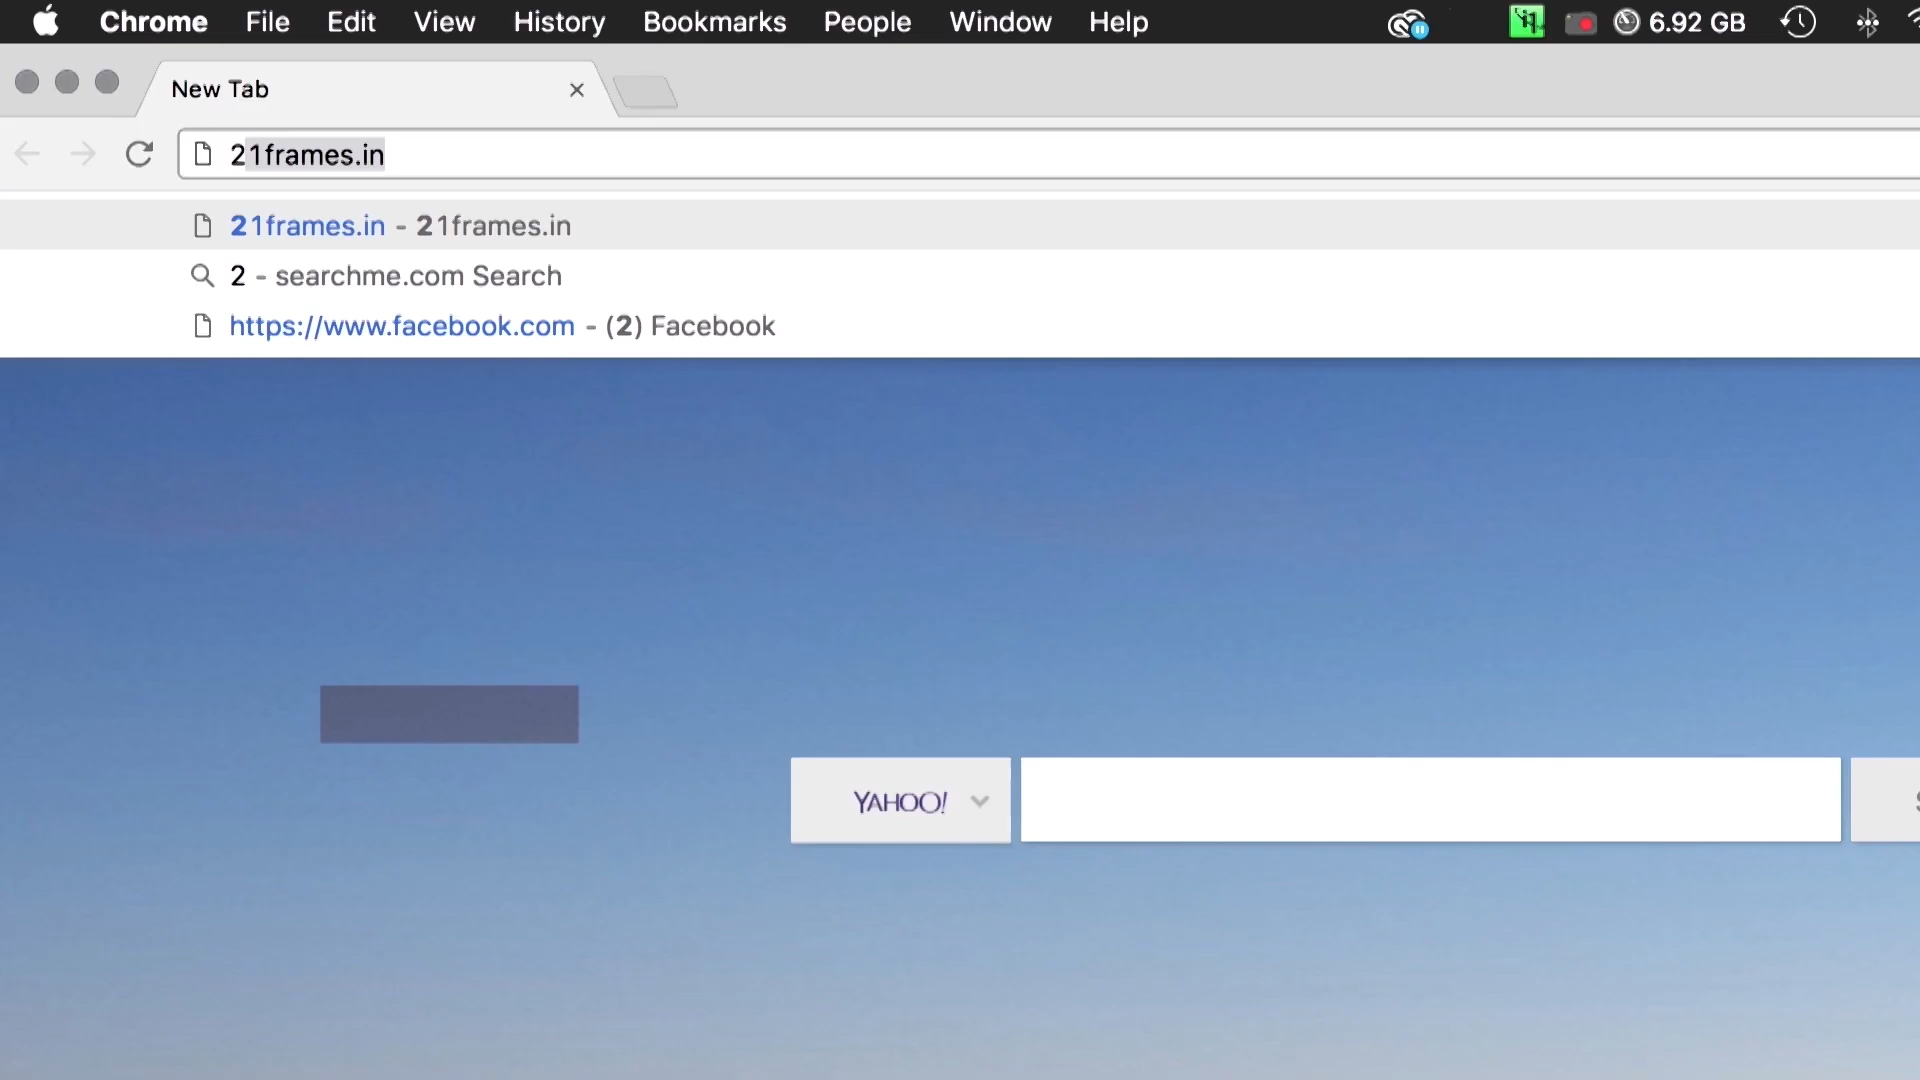 Chrome File Edit View History Bookmarks People Window Help 6.92 GB
New Tab
21frames.in
21frames.in - 21frames.in
2 - searchme.com Search
https://www.facebook.com - (2) Facebook
YAHOO!